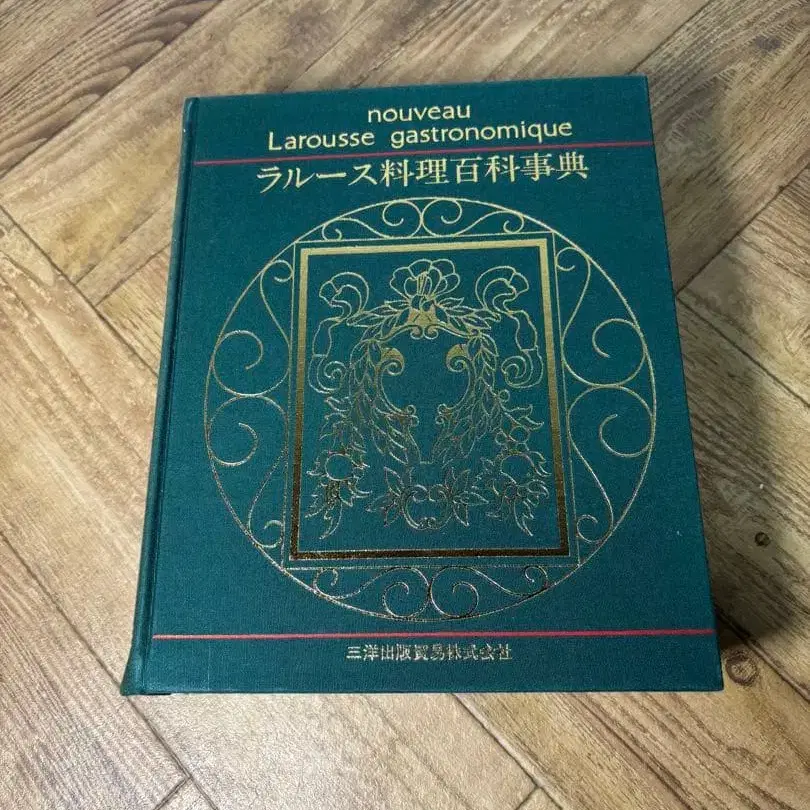 nouveau
Larousse gastronomique
ラルース料理百科事典
三洋出版貿易株式会社